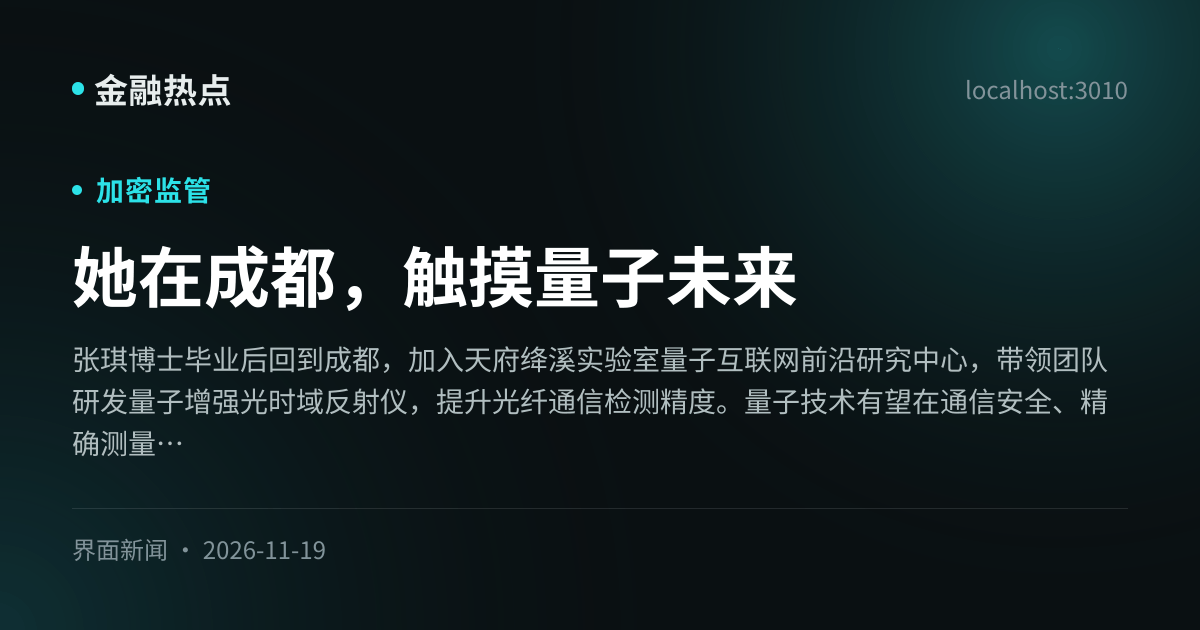 金融热点
localhost:3010
加密监管
她在成都，触摸量子未来
张琪博士毕业后回到成都，加入天府绛溪实验室量子互联网前沿研究中心，带领团队
研发量子增强光时域反射仪，提升光纤通信检测精度。量子技术有望在通信安全、精
确测量…
界面新闻 • 2026-11-19